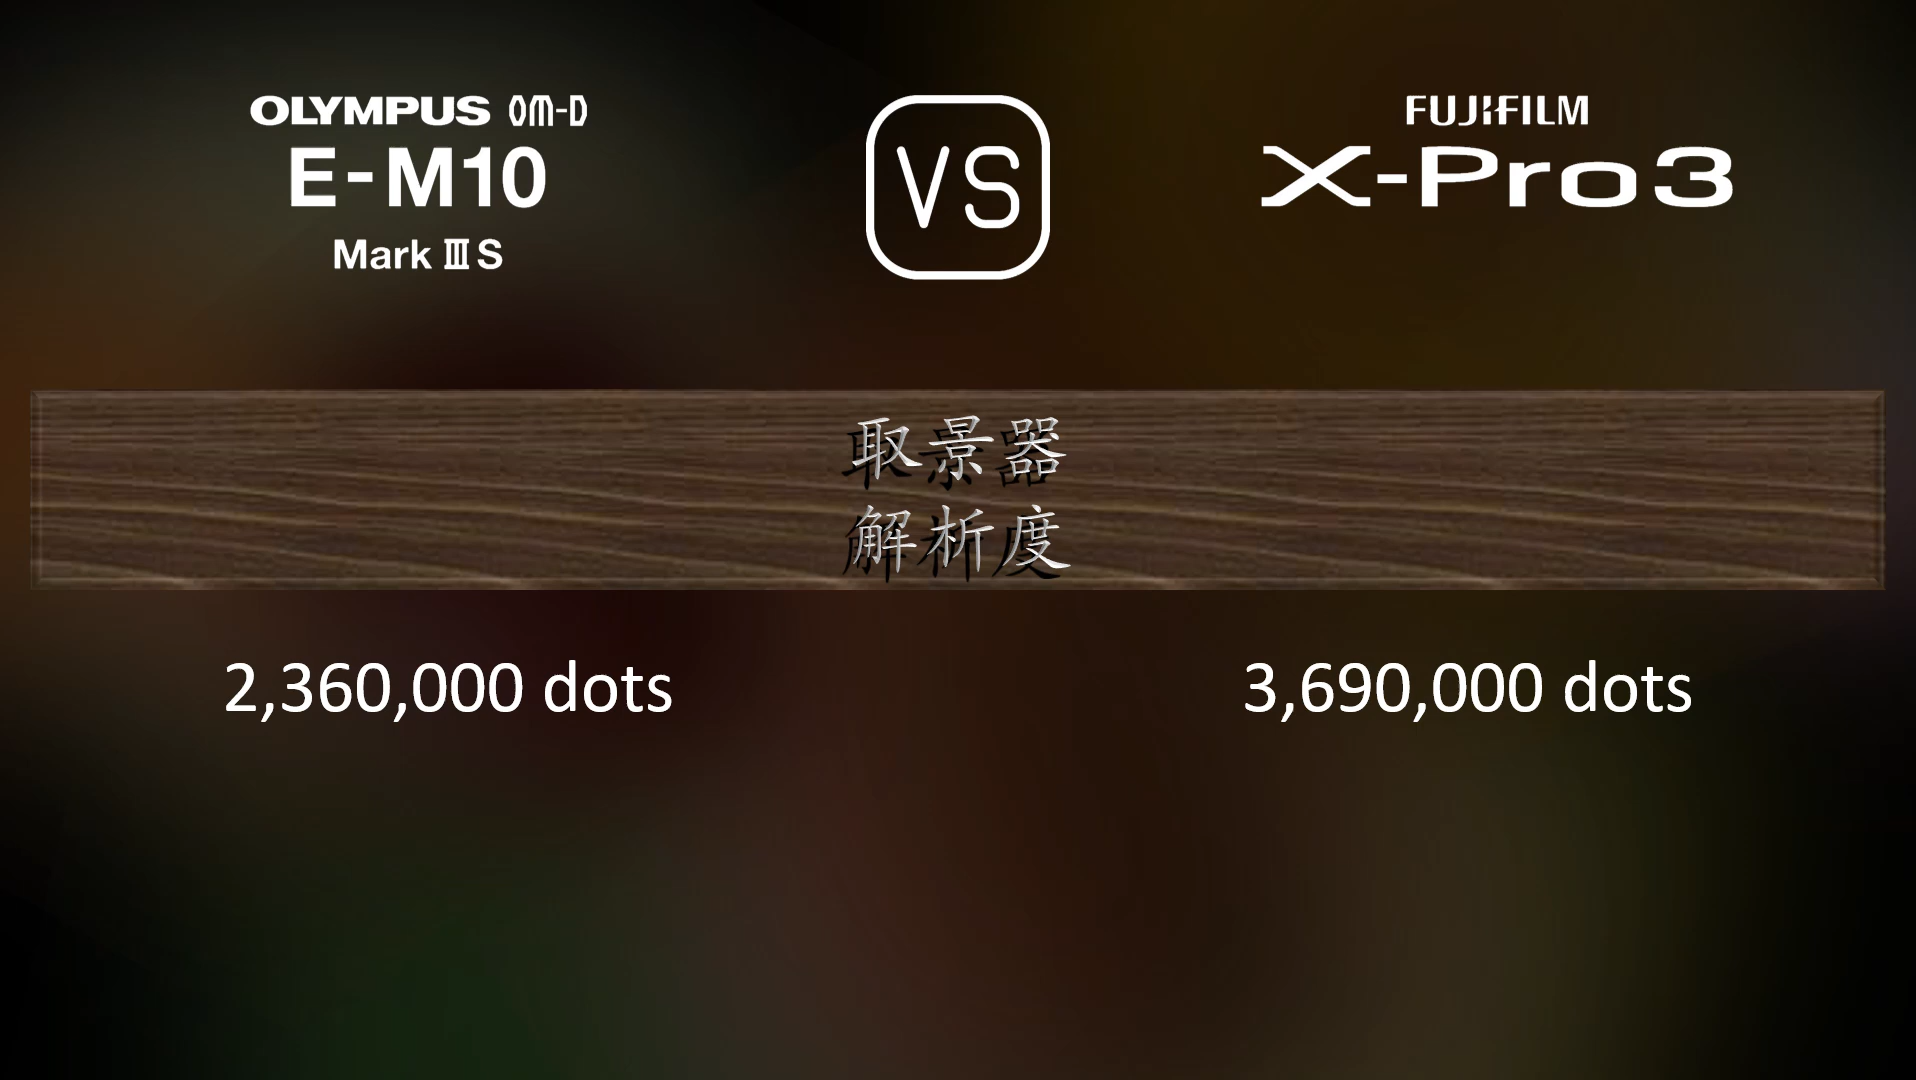 OLYMPUS OM-D
E-M10
Mark III S
VS
FUJIFILM
X-Pro3
取景器
解析度
2,360,000 dots
3,690,000 dots